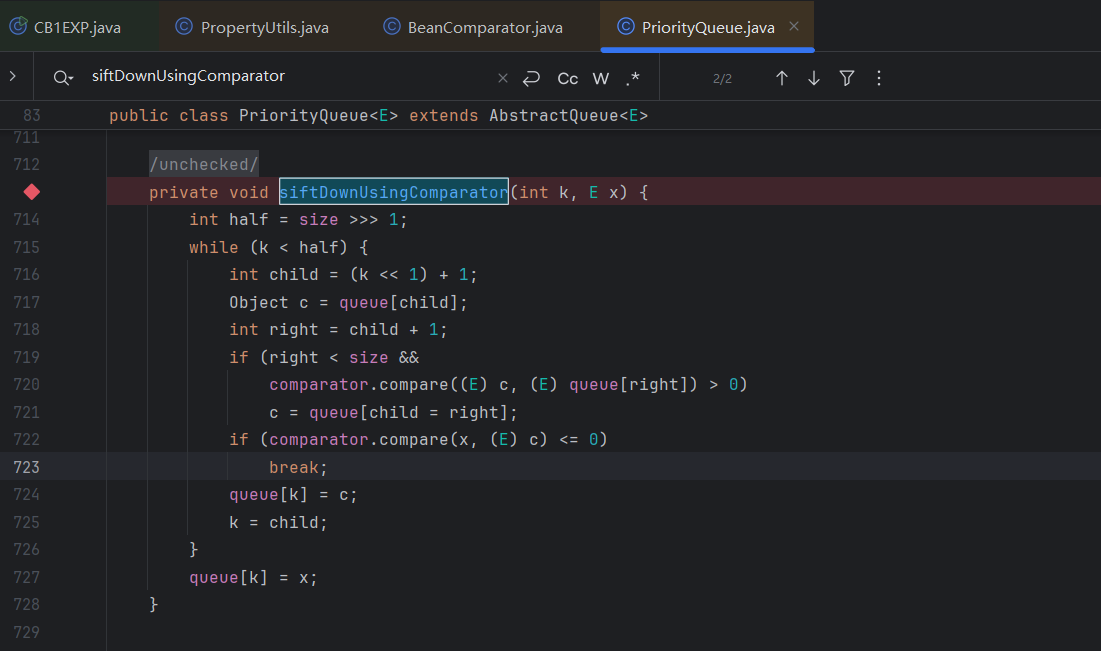 CB1EXP.java PropertyUtils.java BeanComparator.java PriorityQueue.java
siftDownUsingComparator Cc W .* 2/2
83 public class PriorityQueue<E> extends AbstractQueue<E>
711
712 /unchecked/
private void siftDownUsingComparator(int k, E x) {
714 int half = size >>> 1;
715 while (k < half) {
716 int child = (k << 1) + 1;
717 Object c = queue[child];
718 int right = child + 1;
719 if (right < size &&
720 comparator.compare((E) c, (E) queue[right]) > 0)
721 c = queue[child = right];
722 if (comparator.compare(x, (E) c) <= 0)
723 break;
724 queue[k] = c;
725 k = child;
726 }
727 queue[k] = x;
728 }
729